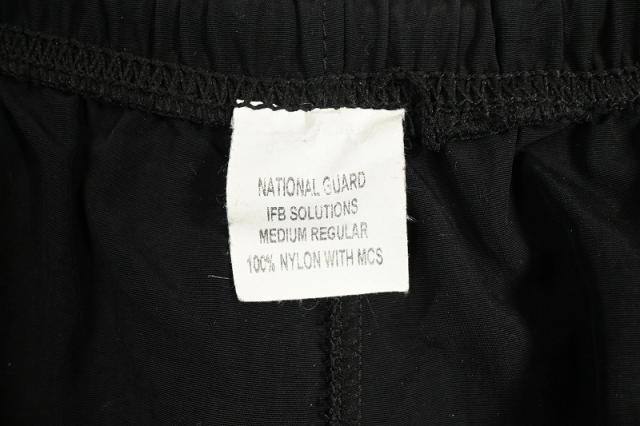 NATIONAL GUARD
IFB SOLUTIONS
MEDIUM REGULAR
100% NYLON WITH MCS